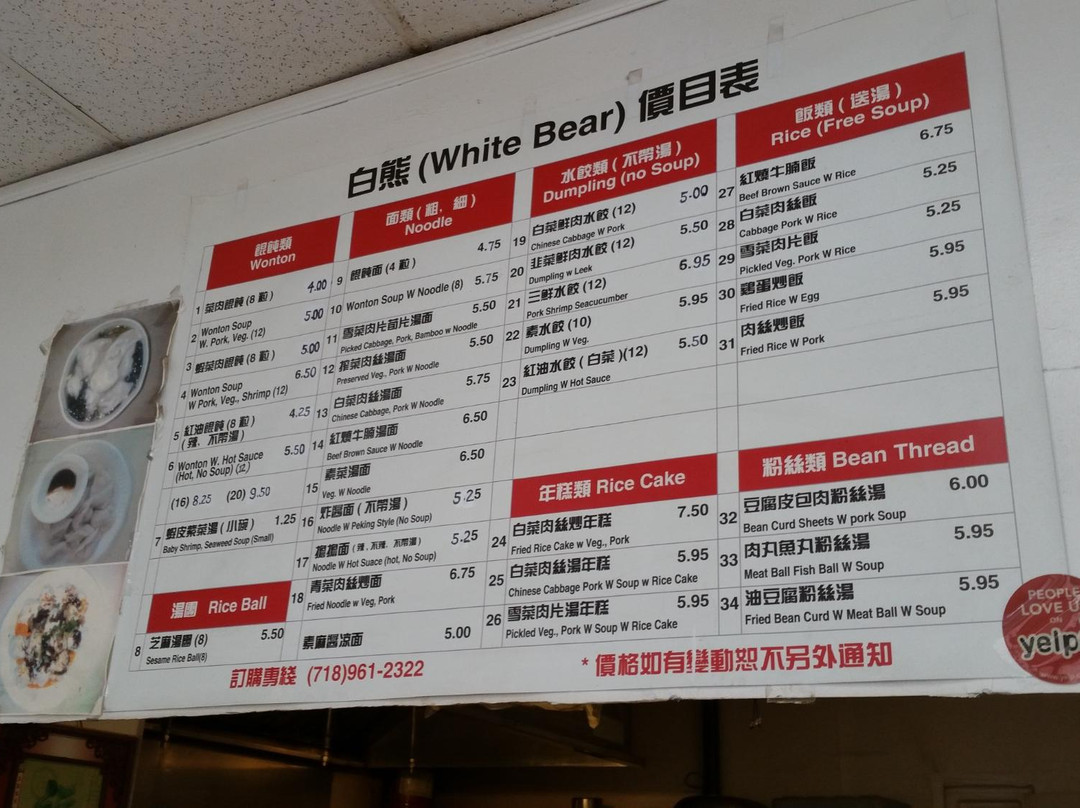 白熊 (White Bear) 價目表
餛飩類
Wonton
1 菜肉餛飩 (8 粒) 4.00
2 Wonton Soup
W. Pork, Veg. (12) 5.00
3 蝦菜肉餛飩 (8 粒) 5.00
4 Wonton Soup
W Pork, Veg., Shrimp (12) 6.50
5 紅油餛飩 (8 粒) 4.25
(辣、不帶湯)
6 Wonton W. Hot Sauce 5.50
(Hot, No Soup) (12)
(16) 8.25 (20) 9.50
7 蝦皮紫菜湯 (小碗) 1.25
Baby Shrimp, Seaweed Soup (Small)
湯圓 Rice Ball
8 芝麻湯圓 (8) 5.50
Sesame Rice Ball(8)
面類 (粗, 細)
Noodle
4.75
9 餛飩面 (4 粒)
10 Wonton Soup W Noodle (8) 5.75
11 雪菜肉片苗片湯面 5.50
Picked Cabbage, Pork, Bamboo w Noodle
12 搾菜肉絲湯面 5.50
Preserved Veg., Pork W Noodle
13 白菜肉絲湯面 5.75
Chinese Cabbage, Pork W Noodle
14 紅燒牛腩湯面 6.50
Beef Brown Sauce W Noodle
15 素菜湯面 6.50
Veg. W Noodle
16 炸醬面 (不帶湯) 5.25
Noodle W Peking Style (No Soup)
17 擔擔面 (辣, 不辣、不帶湯) 5.25
Noodle W Hot Suace (hot, No Soup)
18 青菜肉絲炒面 6.75
Fried Noodle w Veg, Pork
素麻醬涼面 5.00
水餃類 (不帶湯)
Dumpling (no Soup)
19 白菜鮮肉水餃 (12) 5.00
Chinese Cabbage W Pork
20 韭菜鮮肉水餃 (12) 5.50
Dumpling w Leek
21 三鮮水餃 (12) 6.95
Pork Shrimp Seacucumber
22 素水餃 (10) 5.95
Dumpling W Veg.
23 紅油水餃 (白菜)(12) 5.50
Dumpling W Hot Sauce
年糕類 Rice Cake
24 白菜肉絲炒年糕 7.50
Fried Rice Cake w Veg., Pork
25 白菜肉絲湯年糕 5.95
Chinese Cabbage Pork W Soup w Rice Cake
26 雪菜肉片湯年糕 5.95
Pickled Veg., Pork W Soup W Rice Cake
飯類 (送湯)
Rice (Free Soup)
27 紅燒牛腩飯 6.75
Beef Brown Sauce W Rice
28 白菜肉絲飯 5.25
Cabbage Pork W Rice
29 雪菜肉片飯 5.25
Pickled Veg. Pork W Rice
30 鷄蛋炒飯 5.95
Fried Rice W Egg
31 肉絲炒飯 5.95
Fried Rice W Pork
粉絲類 Bean Thread
32 豆腐皮包肉粉絲湯 6.00
Bean Curd Sheets W pork Soup
33 肉丸魚丸粉絲湯 5.95
Meat Ball Fish Ball W Soup
34 油豆腐粉絲湯 5.95
Fried Bean Curd W Meat Ball W Soup
訂購專綫 (718)961-2322
* 價格如有變動恕不另外通知
PEOPLE
LOVE
ON
yelp